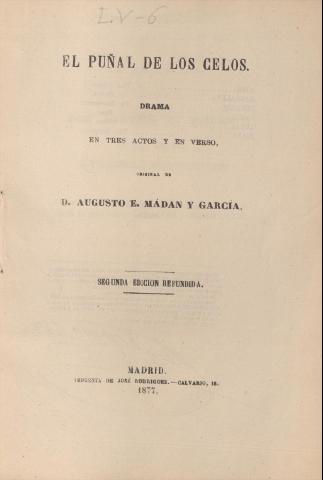 L.V-6
EL PUÑAL DE LOS CELOS.
DRAMA
EN TRES ACTOS Y EN VERSO,
ORIGINAL DE
D. AUGUSTO E. MÁDAN Y GARCÍA.
SEGUNDA EDICION REFUNDIDA.
MADRID.
IMPRENTA DE JOSÉ RODRIGUEZ.—CALVARIO, 18.
1877.